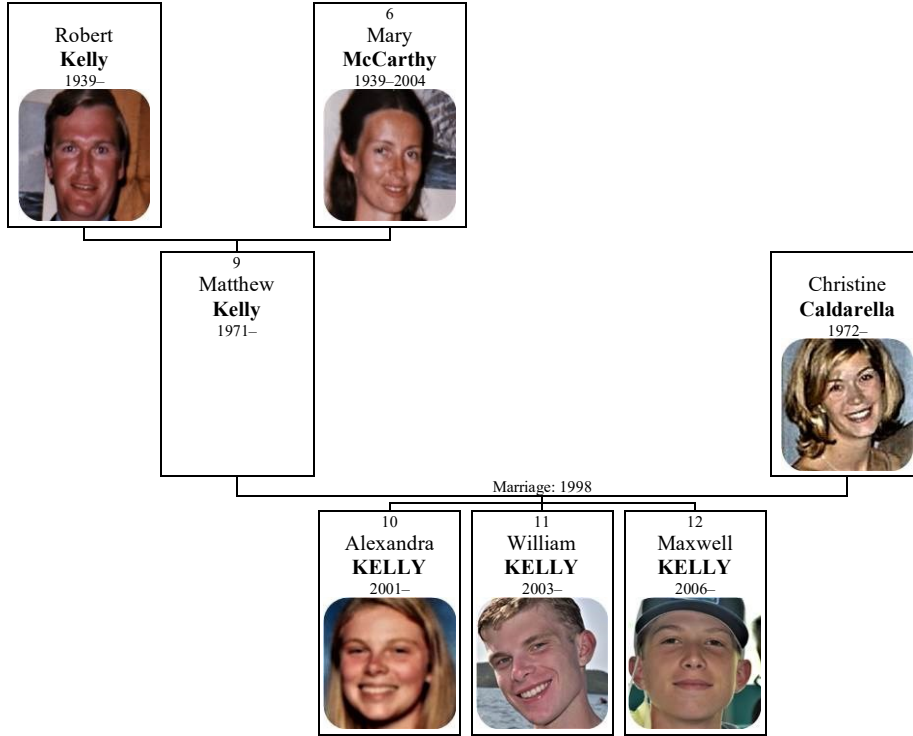 Robert
Kelly
1939–
6
Mary
McCarthy
1939–2004
9
Matthew
Kelly
1971–
Christine
Caldarella
1972–
Marriage: 1998
10
Alexandra
KELLY
2001–
11
William
KELLY
2003–
12
Maxwell
KELLY
2006–